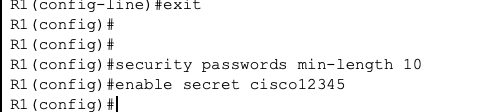 R1(config-line)#exit
R1(config)#
R1(config)#
R1(config)#security passwords min-length 10
R1(config)#enable secret cisco12345
R1(config)#